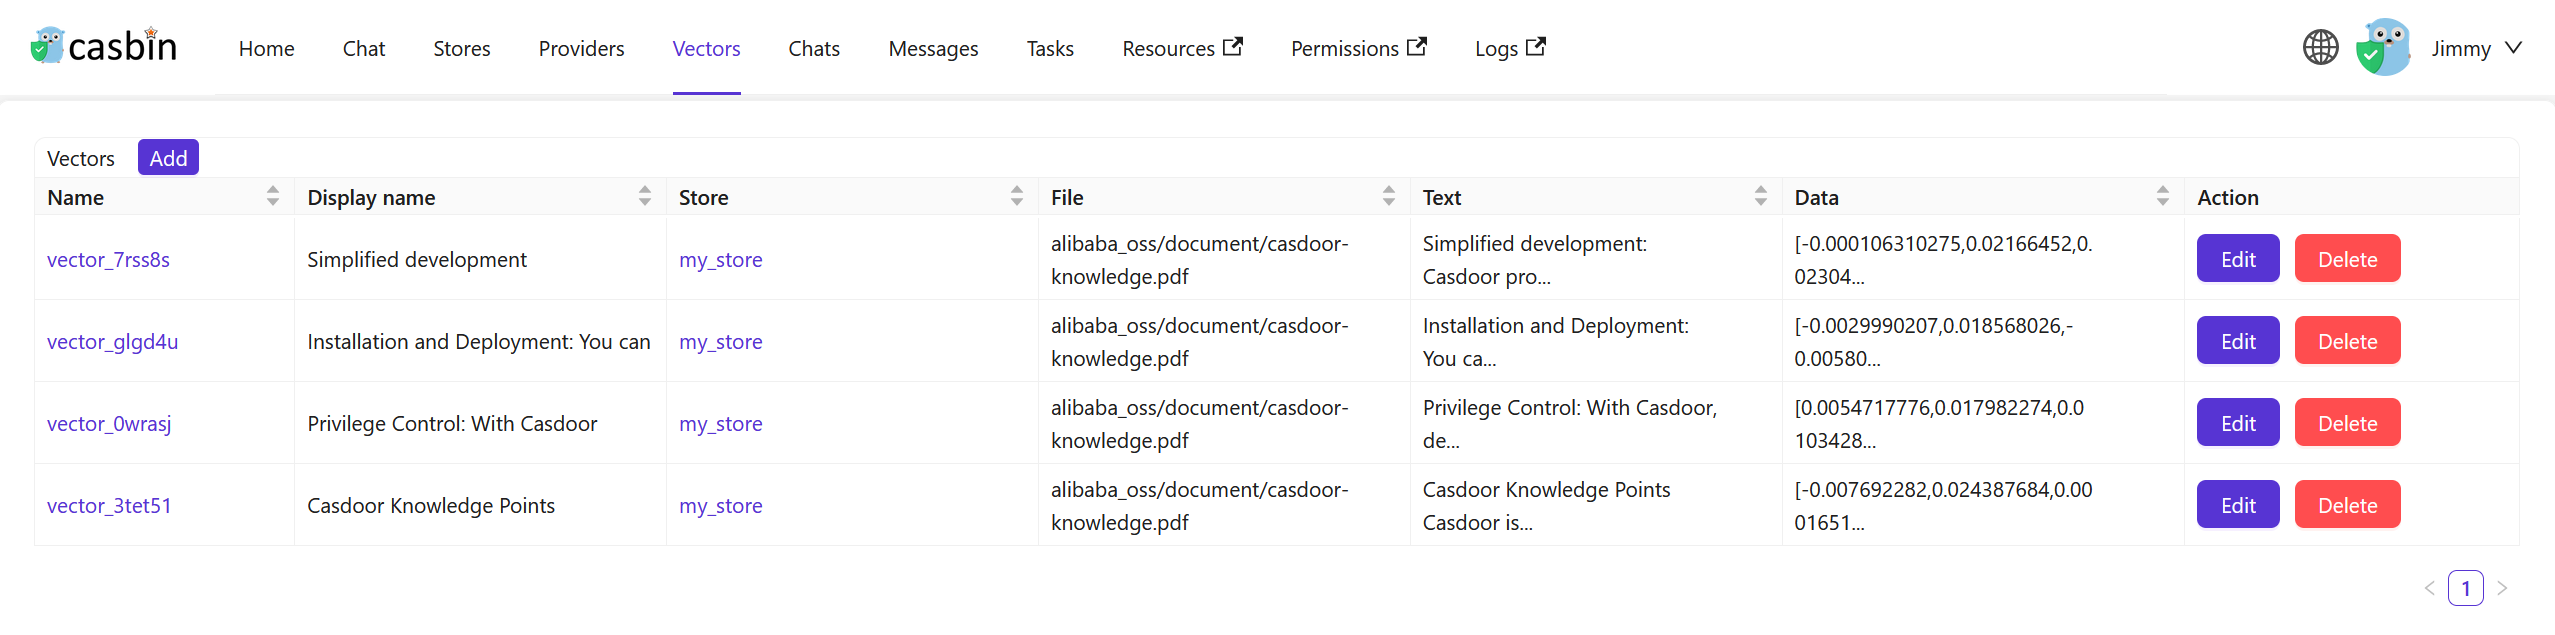 casbin Home Chat Stores Providers Vectors Chats Messages Tasks Resources Permissions Logs Jimmy
Vectors Add
Name Display name Store File Text Data Action
vector_7rss8s Simplified development my_store alibaba_oss/document/casdoor-knowledge.pdf Simplified development: Casdoor pro... [-0.000106310275,0.02166452,0.02304... Edit Delete
vector_glgd4u Installation and Deployment: You can my_store alibaba_oss/document/casdoor-knowledge.pdf Installation and Deployment: You ca... [-0.0029990207,0.018568026,-0.00580... Edit Delete
vector_0wrasj Privilege Control: With Casdoor my_store alibaba_oss/document/casdoor-knowledge.pdf Privilege Control: With Casdoor, de... [0.0054717776,0.017982274,0.0103428... Edit Delete
vector_3tet51 Casdoor Knowledge Points my_store alibaba_oss/document/casdoor-knowledge.pdf Casdoor Knowledge Points Casdoor is... [-0.007692282,0.024387684,0.0001651... Edit Delete
1